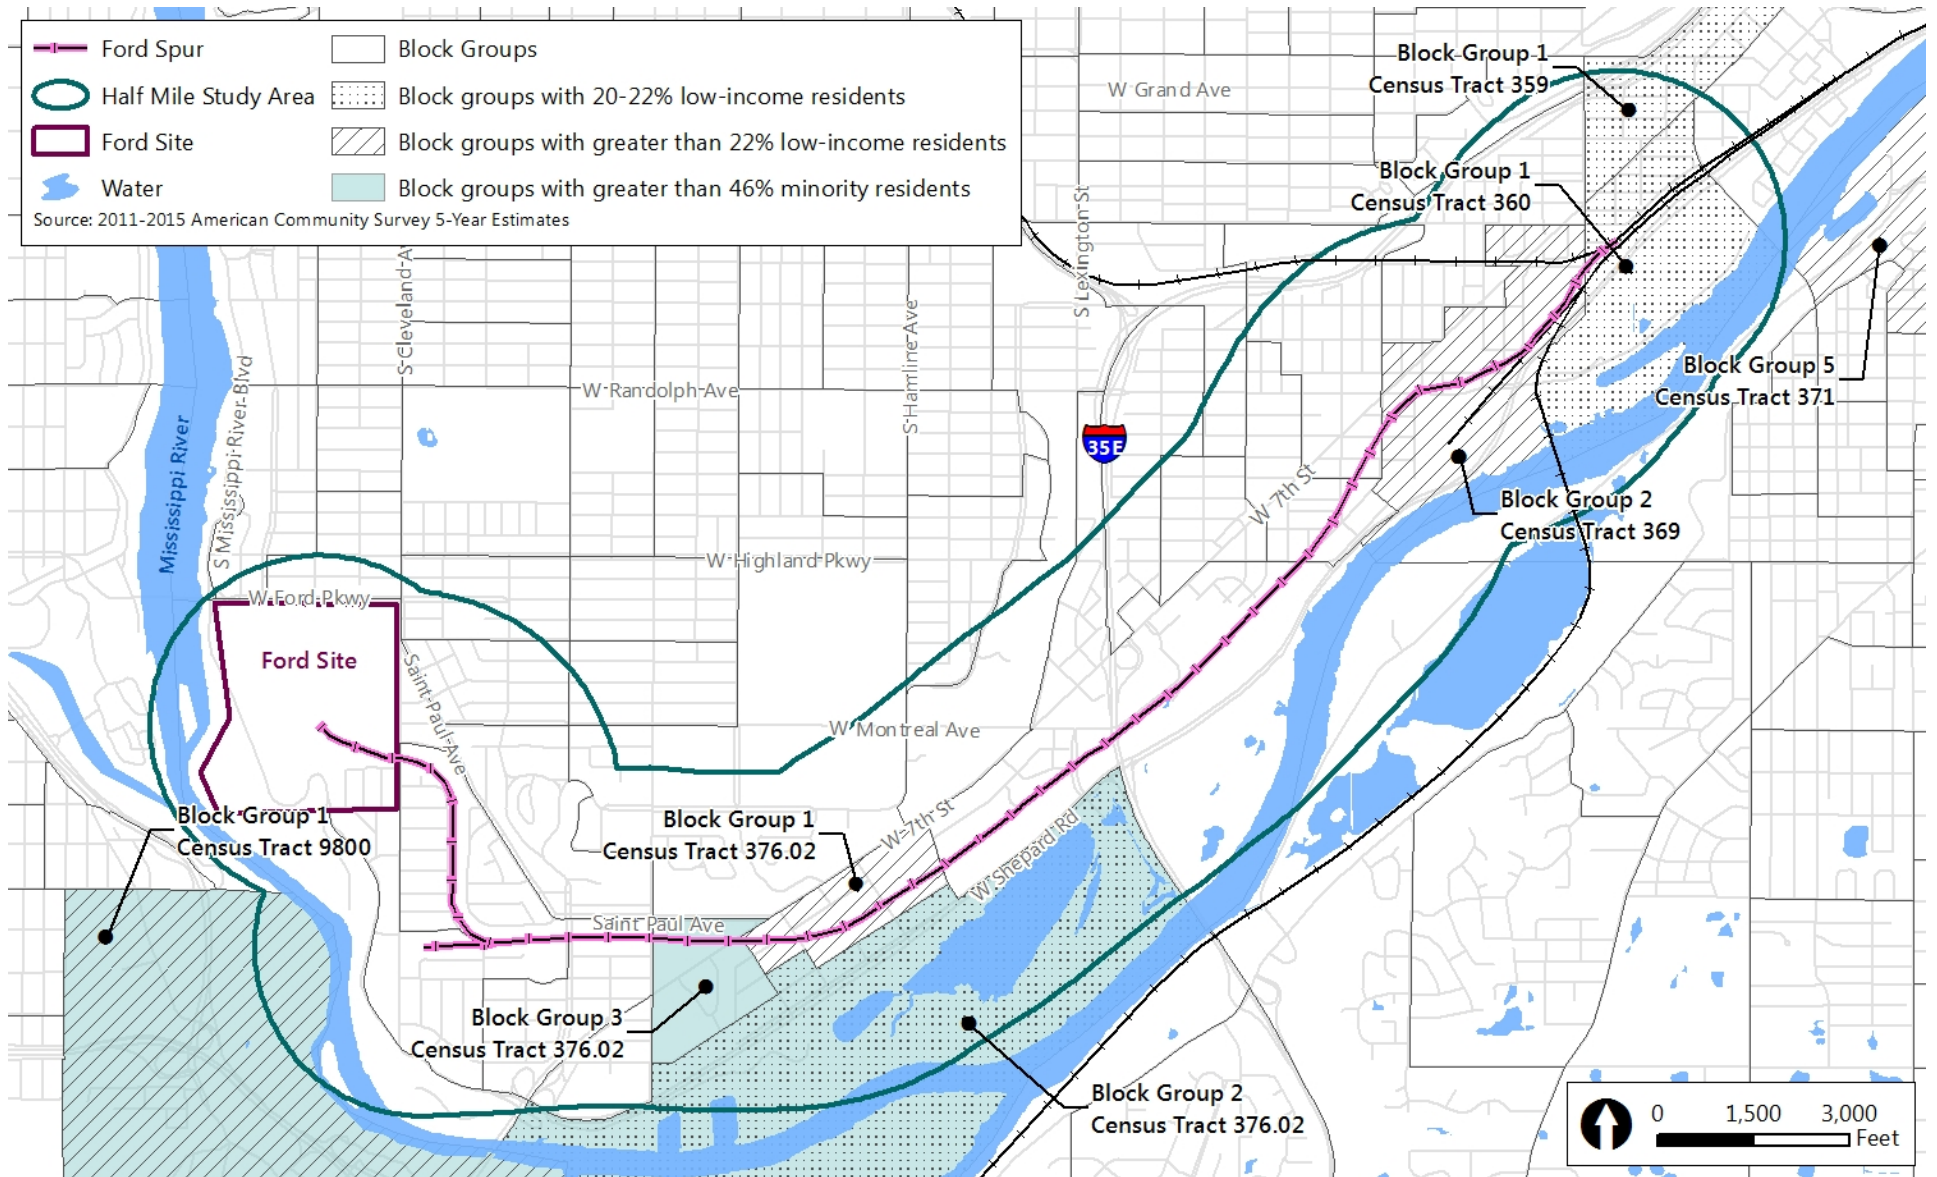 Ford Spur
Half Mile Study Area
Ford Site
Water
Block Groups
Block groups with 20-22% low-income residents
Block groups with greater than 22% low-income residents
Block groups with greater than 46% minority residents
Source: 2011-2015 American Community Survey 5-Year Estimates
Block Group 1
Census Tract 359
W Grand Ave
Block Group 1
Census Tract 360
S Lexington St
S Cleveland Av
S Hamline Ave
S Mississippi River Blvd
Mississippi River
W Randolph Ave
Block Group 5
Census Tract 371
35E
W 7th St
Block Group 2
Census Tract 369
W Highland Pkwy
W Ford Pkwy
Ford Site
Saint Paul Ave
W Montreal Ave
Block Group 1
Census Tract 9800
Block Group 1
Census Tract 376.02
W 7th St
W Shepard Rd
Saint Paul Ave
Block Group 3
Census Tract 376.02
Block Group 2
Census Tract 376.02
0 1,500 3,000
Feet